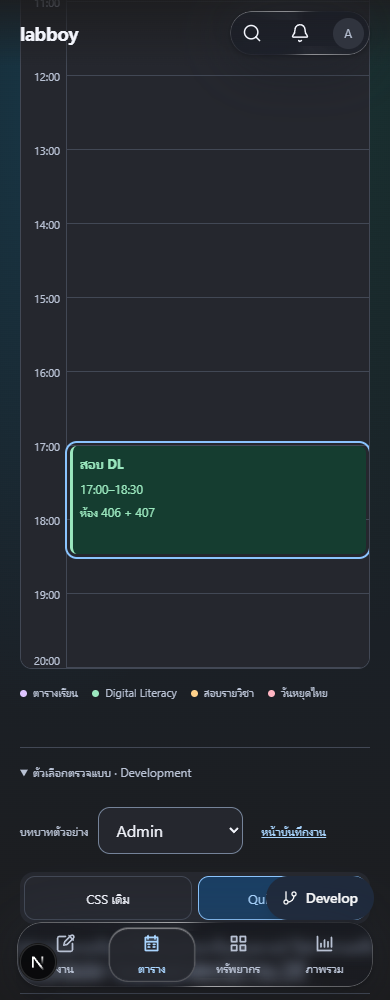 11:00
labboy
A
12:00
13:00
14:00
15:00
16:00
17:00
สอบ DL
17:00–18:30
ห้อง 406 + 407
18:00
19:00
20:00
ตารางเรียน
Digital Literacy
สอบรายวิชา
วันหยุดไทย
ตัวเลือกตรวจแบบ · Development
บทบาทตัวอย่าง
Admin
หน้าบันทึกงาน
CSS เดิม
Develop
N
งาน
ตาราง
ทรัพยากร
ภาพรวม